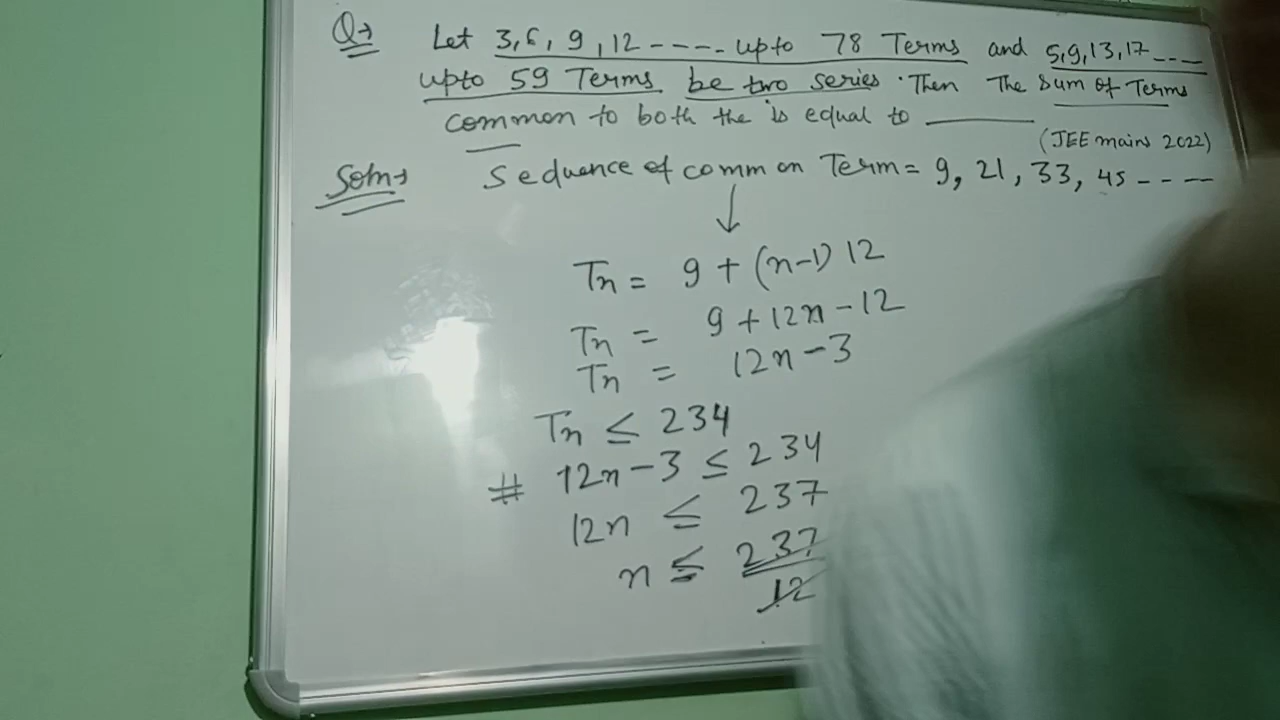 Q→ Let 3, 6, 9, 12 ----- upto 78 Terms and 5, 9, 13, 17 ----
upto 59 Terms be two series. Then The Sum of Terms
common to both the is equal to ______
(JEE mains 2022)
Soln→ Seduence of common Term = 9, 21, 33, 45 ----
↓
Tn = 9 + (n-1) 12
Tn = 9 + 12n - 12
Tn = 12n - 3
Tn ≤ 234
# 12n - 3 ≤ 234
12n ≤ 237
n ≤ 237/12